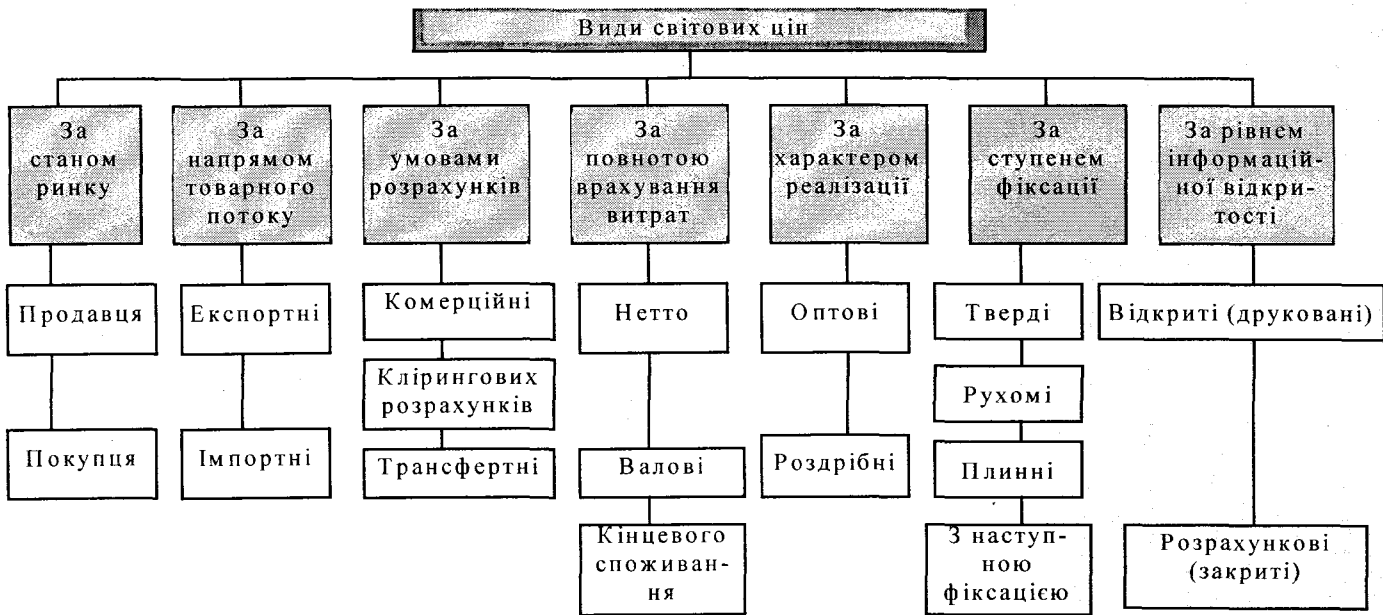 Види світових цін
За
станом
ринку
За
напрямом
товарного
потоку
За
умовами
розрахунків
За
повнотою
врахування
витрат
За
характером
реалізації
За
ступенем
фіксації
За рівнем
інформацій-
ної відкри-
тості
Продавця
Покупця
Експортні
Імпортні
Комерційні
Клірингових
розрахунків
Трансфертні
Нетто
Валові
Кінцевого
споживан-
ня
Оптові
Роздрібні
Тверді
Рухомі
Плинні
З наступ-
ною
фіксацією
Відкриті (друковані)
Розрахункові
(закриті)